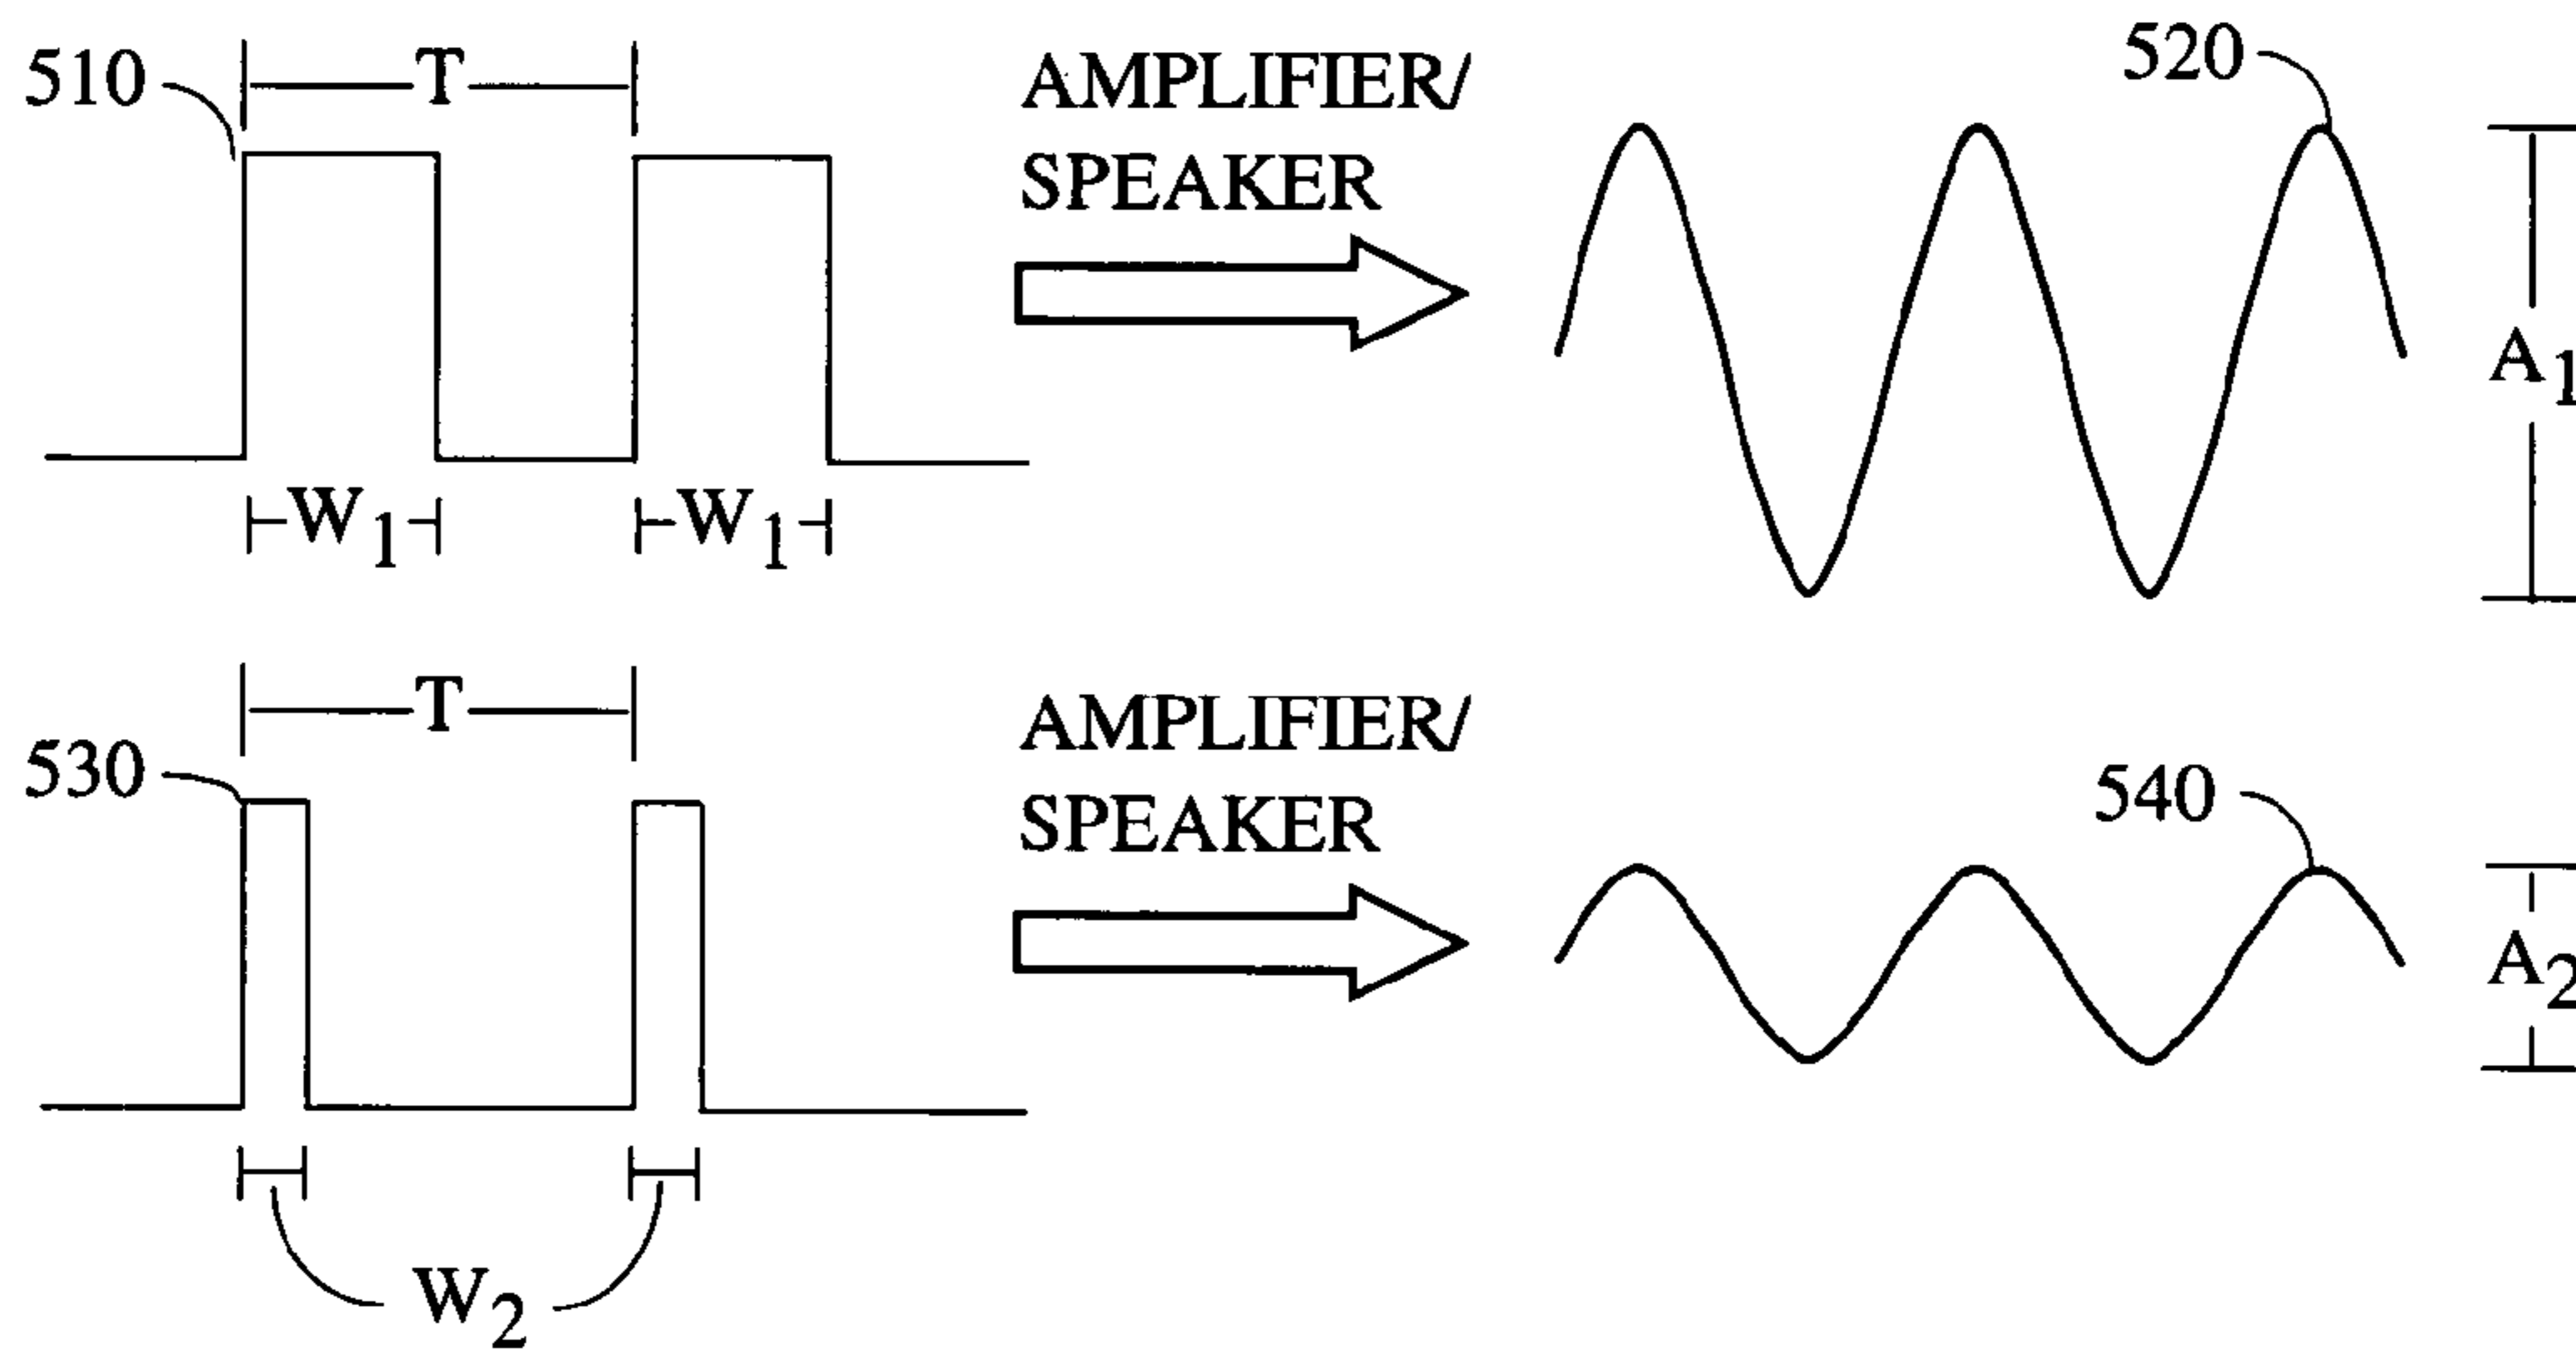 510
T
AMPLIFIER/
SPEAKER
520
A1
W1
W1
530
T
AMPLIFIER/
SPEAKER
540
A2
W2